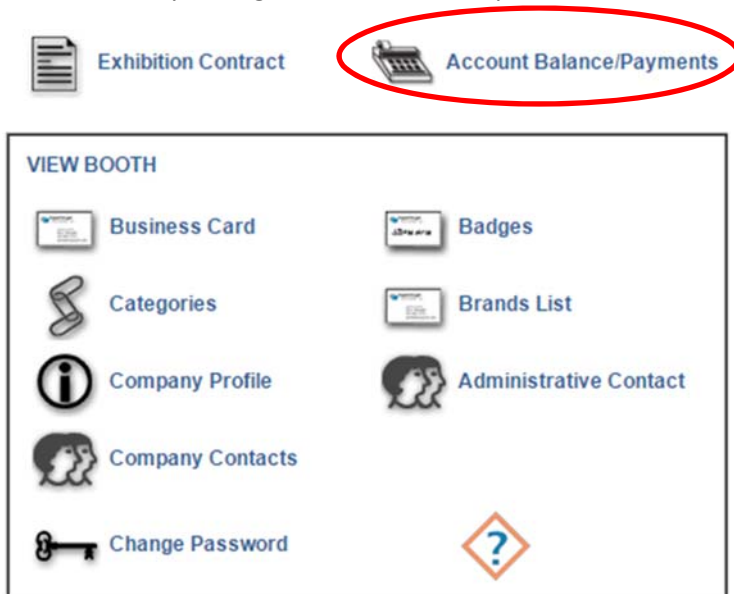 Exhibition Contract
Account Balance/Payments
VIEW BOOTH
Business Card
Badges
Categories
Brands List
Company Profile
Administrative Contact
Company Contacts
Change Password
?